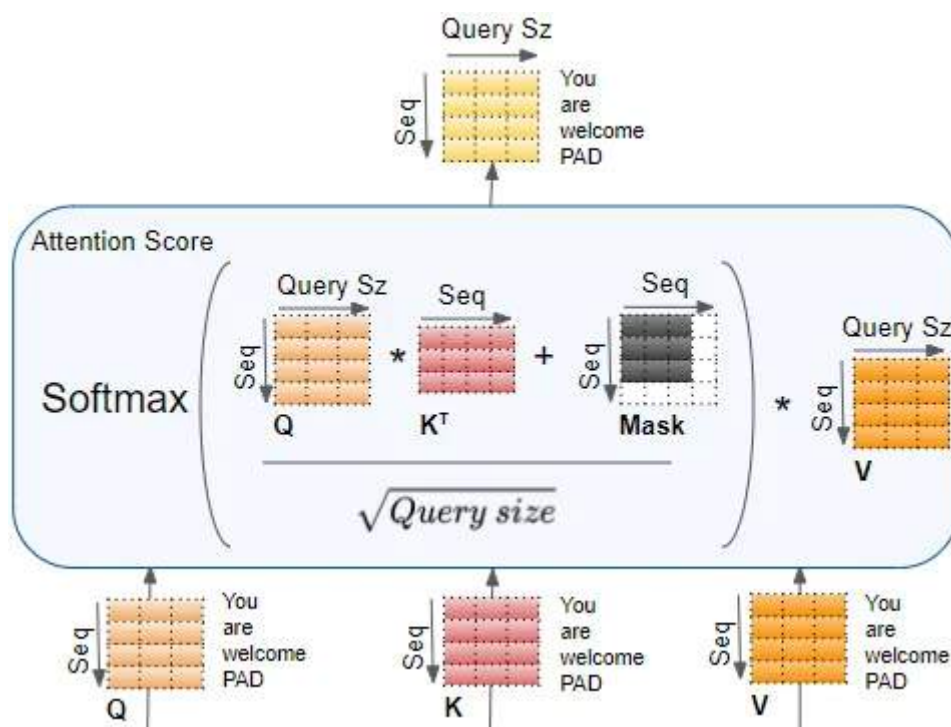 Query Sz
Seq
You
are
welcome
PAD
Attention Score
Softmax
Query Sz
Seq
Q
*
Seq
K^T
+
Seq
Seq
Mask
√Query size
*
Query Sz
Seq
V
Seq
You
are
welcome
PAD
Q
Seq
You
are
welcome
PAD
K
Seq
You
are
welcome
PAD
V